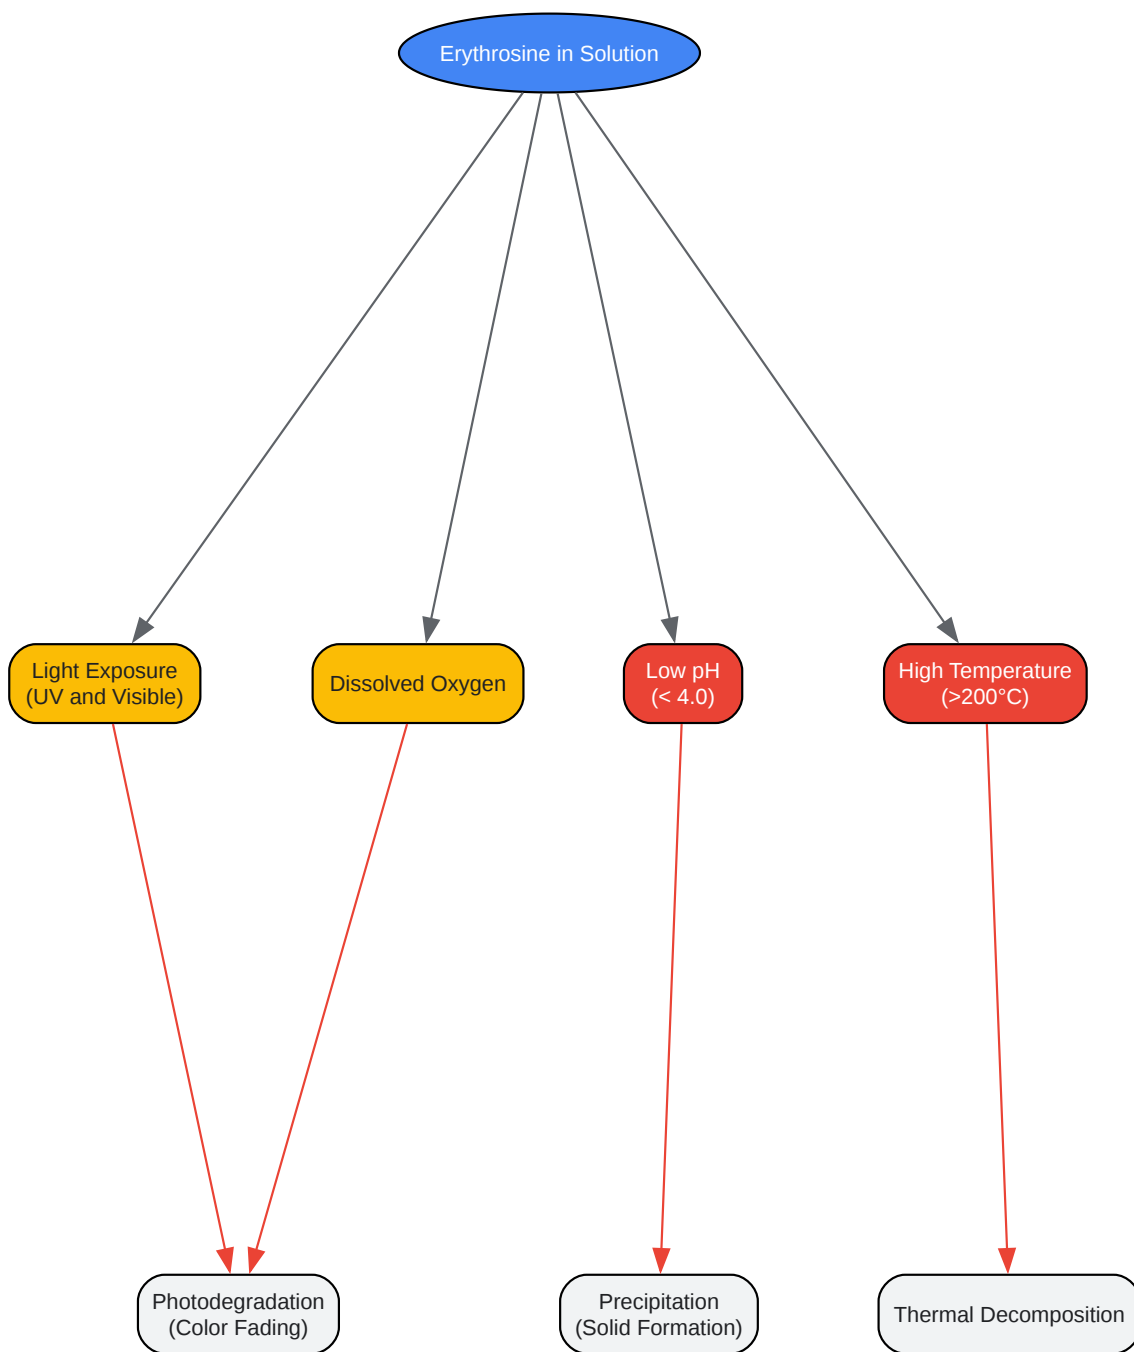 Erythrosine in Solution
Light Exposure
(UV and Visible)
Dissolved Oxygen
Low pH
(< 4.0)
High Temperature
(>200°C)
Photodegradation
(Color Fading)
Precipitation
(Solid Formation)
Thermal Decomposition